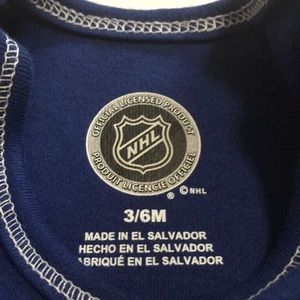 OFFICIAL LICENSED PRODUCT
NHL
PRODUIT LICENCIÉ OFFICIEL
® © NHL
3/6M
MADE IN EL SALVADOR
HECHO EN EL SALVADOR
ABRIQUÉ EN EL SALVADOR